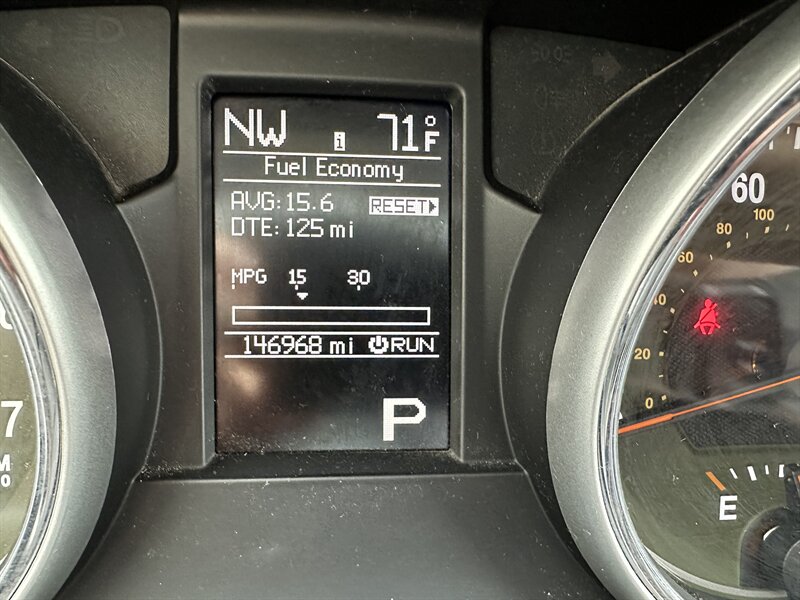 NW i 71°F
Fuel Economy
AVG: 15.6 RESET
DTE: 125 mi
MPG 15 30
146968 mi RUN
P
60
100
80
60
40
20
0
E
7